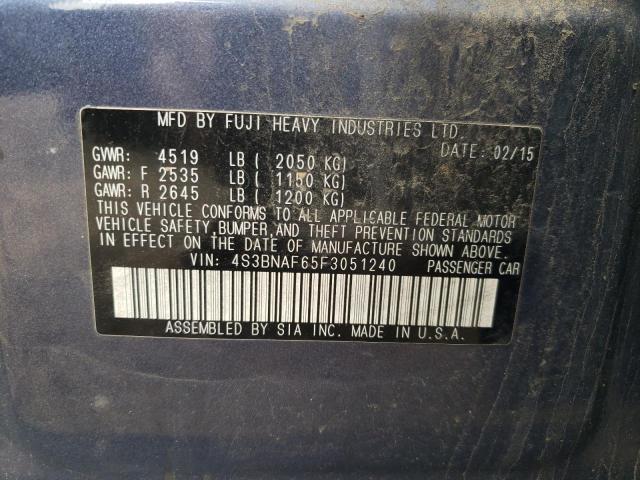 MFD BY FUJI HEAVY INDUSTRIES LTD.
DATE: 02/15
GVWR: 4519 LB ( 2050 KG)
GAWR: F 2535 LB ( 1150 KG)
GAWR: R 2645 LB ( 1200 KG)
THIS VEHICLE CONFORMS TO ALL APPLICABLE FEDERAL MOTOR
VEHICLE SAFETY, BUMPER, AND THEFT PREVENTION STANDARDS
IN EFFECT ON THE DATE OF MANUFACTURE SHOWN ABOVE.
VIN: 4S3BNAF65F3051240 PASSENGER CAR
ASSEMBLED BY SIA INC. MADE IN U.S.A.